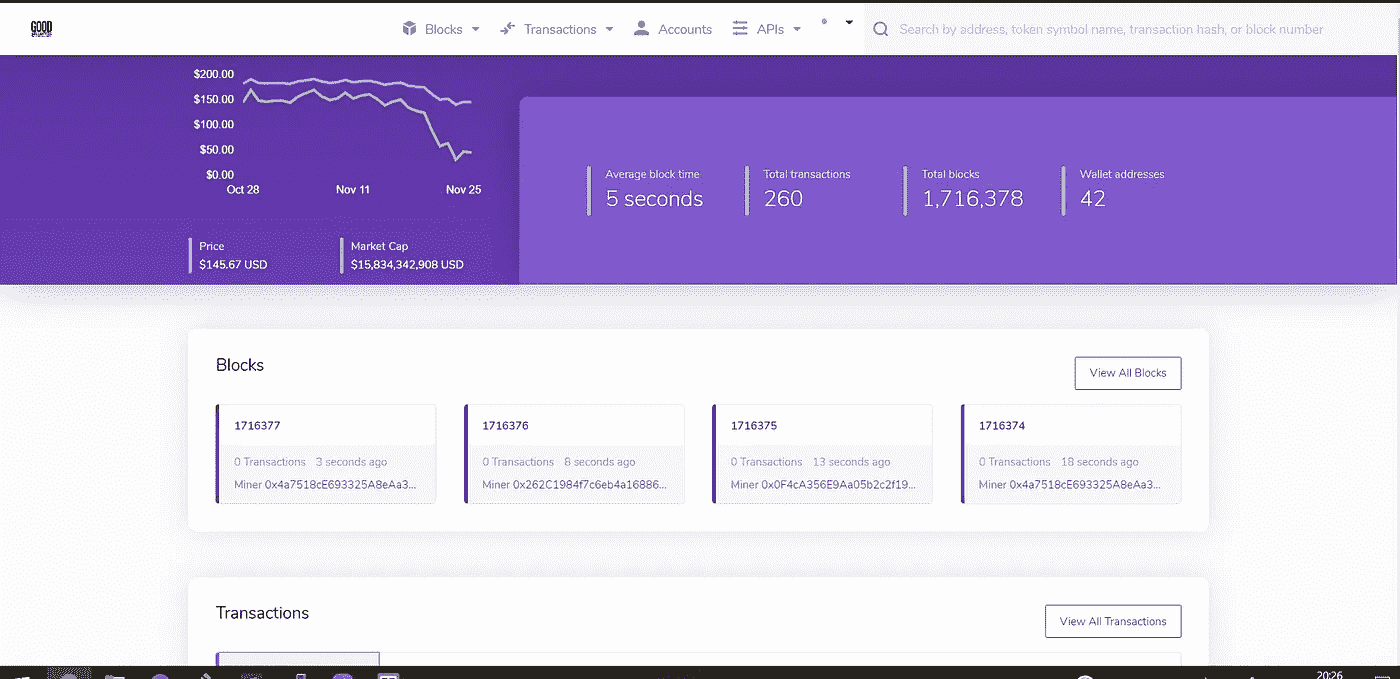 GOOD
Blocks Transactions Accounts APIs Search by address, token symbol name, transaction hash, or block number
$200.00
$150.00
$100.00
$50.00
$0.00
Oct 28 Nov 11 Nov 25
Price
$145.67 USD
Market Cap
$15,834,342,908 USD
Average block time
5 seconds
Total transactions
260
Total blocks
1,716,378
Wallet addresses
42
Blocks
View All Blocks
1716377
0 Transactions 3 seconds ago
Miner 0x4a7518cE693325A8eAa3...
1716376
0 Transactions 8 seconds ago
Miner 0x262C1984f7c6eb4a16886...
1716375
0 Transactions 13 seconds ago
Miner 0x0F4cA356E9Aa05b2c2f19...
1716374
0 Transactions 18 seconds ago
Miner 0x4a7518cE693325A8eAa3...
Transactions
View All Transactions
20:26